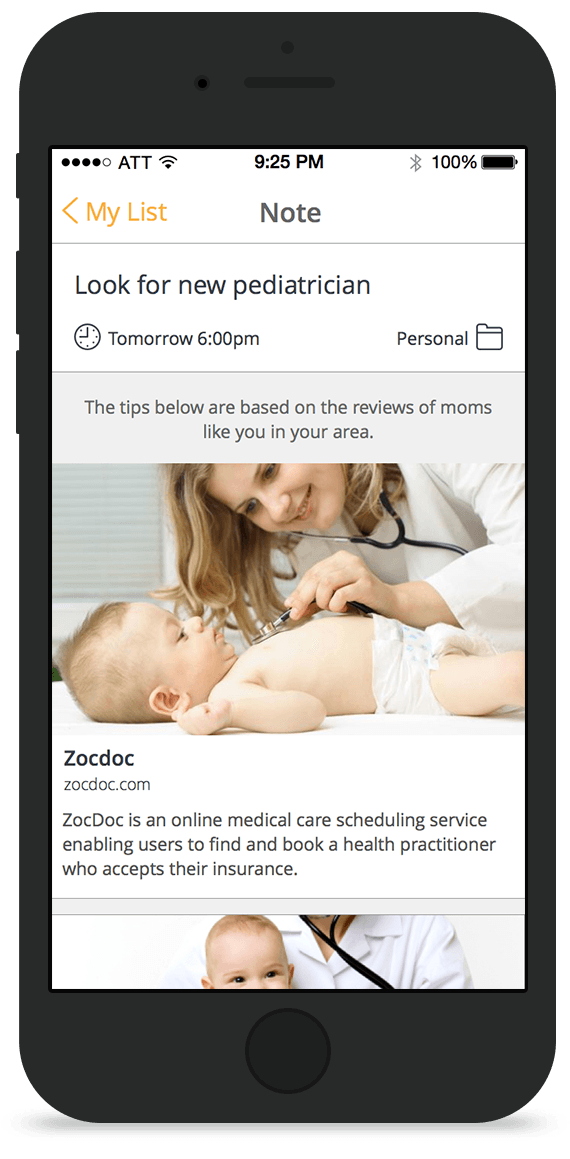 ATT 9:25 PM 100%
My List Note
Look for new pediatrician
Tomorrow 6:00pm Personal
The tips below are based on the reviews of moms
like you in your area.
Zocdoc
zocdoc.com
ZocDoc is an online medical care scheduling service
enabling users to find and book a health practitioner
who accepts their insurance.